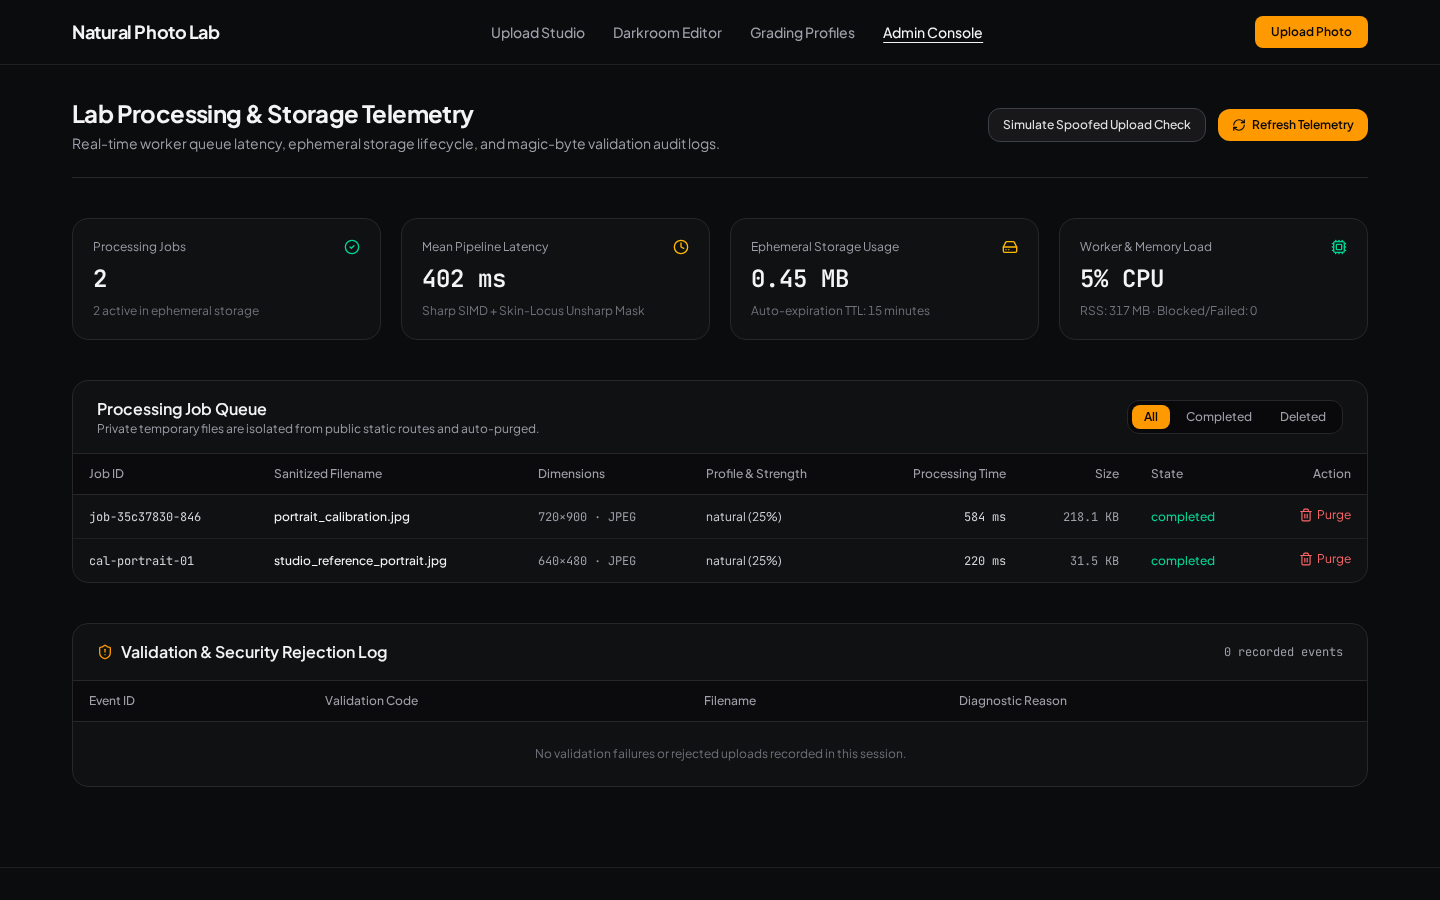 Natural Photo Lab
Upload Studio
Darkroom Editor
Grading Profiles
Admin Console
Upload Photo
Lab Processing & Storage Telemetry
Real-time worker queue latency, ephemeral storage lifecycle, and magic-byte validation audit logs.
Simulate Spoofed Upload Check
Refresh Telemetry
Processing Jobs
2
2 active in ephemeral storage
Mean Pipeline Latency
402 ms
Sharp SIMD + Skin-Locus Unsharp Mask
Ephemeral Storage Usage
0.45 MB
Auto-expiration TTL: 15 minutes
Worker & Memory Load
5% CPU
RSS: 317 MB · Blocked/Failed: 0
Processing Job Queue
Private temporary files are isolated from public static routes and auto-purged.
All Completed Deleted
Job ID Sanitized Filename Dimensions Profile & Strength Processing Time Size State Action
job-35c37830-846 portrait_calibration.jpg 720×900 · JPEG natural (25%) 584 ms 218.1 KB completed Purge
cal-portrait-01 studio_reference_portrait.jpg 640×480 · JPEG natural (25%) 220 ms 31.5 KB completed Purge
Validation & Security Rejection Log
0 recorded events
Event ID Validation Code Filename Diagnostic Reason
No validation failures or rejected uploads recorded in this session.